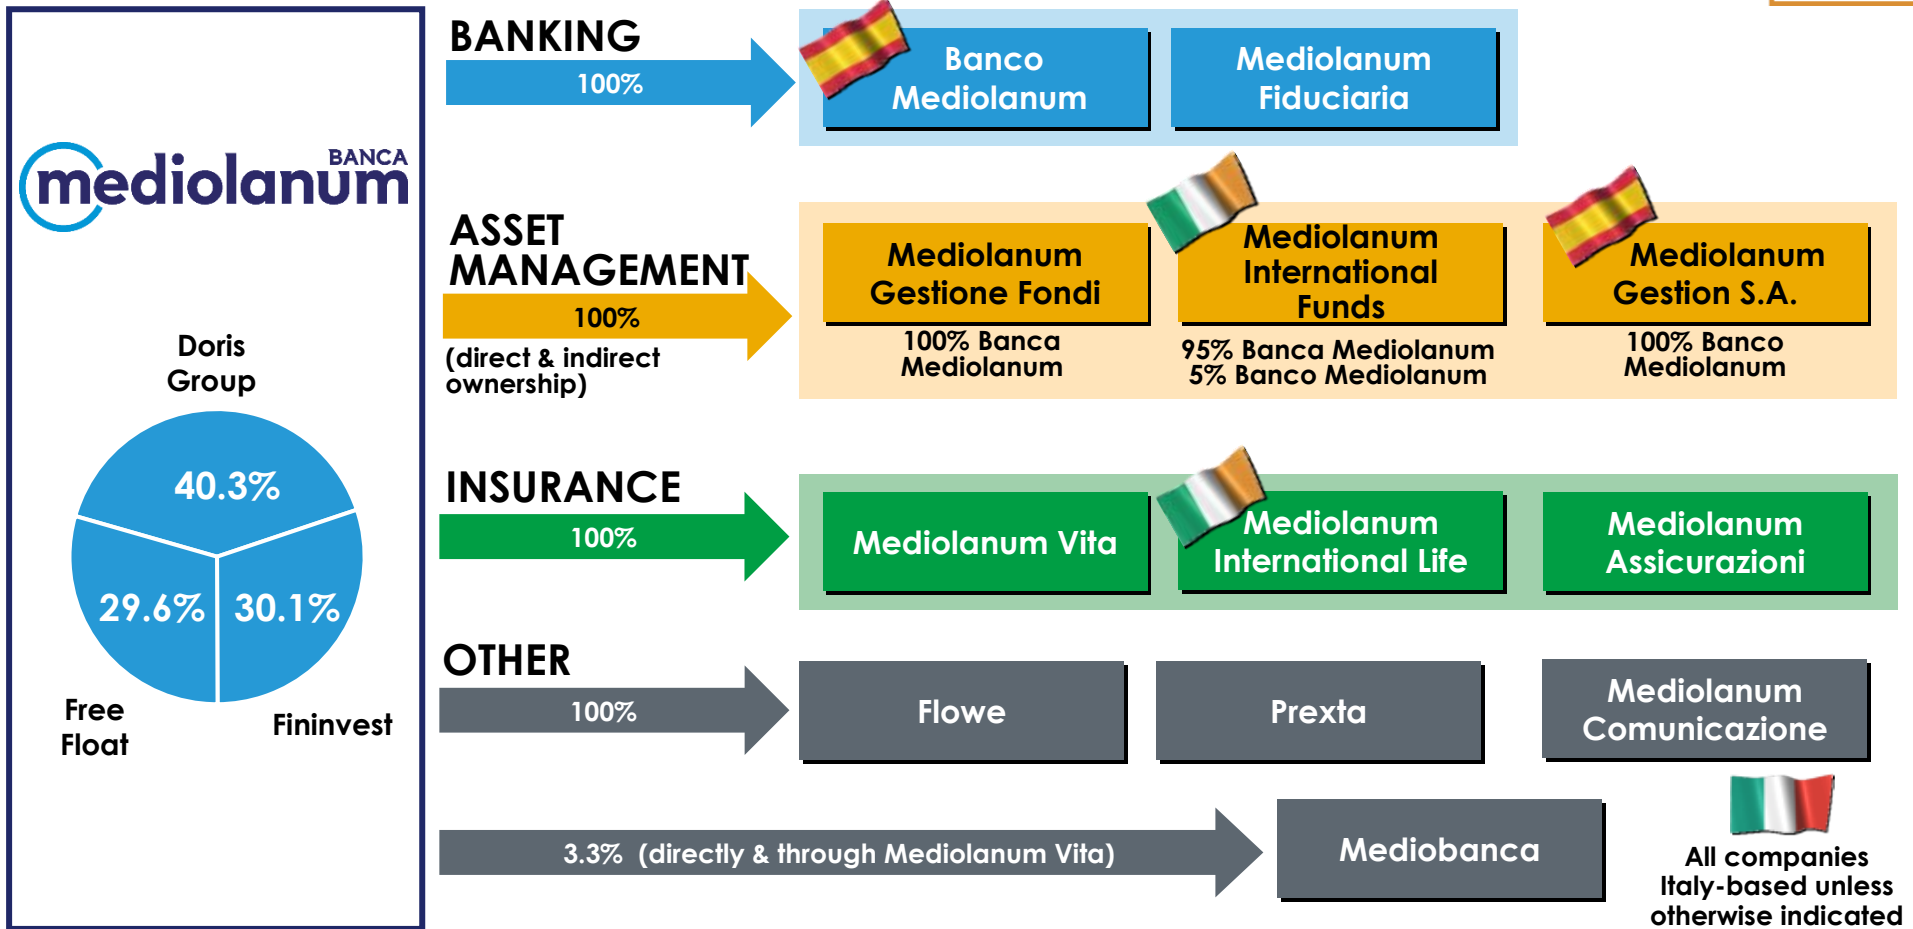 BANCA
mediolanum
Doris
Group
40.3%
29.6%
30.1%
Free
Float
Fininvest
BANKING
100%
Banco
Mediolanum
Mediolanum
Fiduciaria
ASSET
MANAGEMENT
100%
(direct & indirect
ownership)
Mediolanum
Gestione Fondi
100% Banca
Mediolanum
Mediolanum
International
Funds
95% Banca Mediolanum
5% Banco Mediolanum
Mediolanum
Gestion S.A.
100% Banco
Mediolanum
INSURANCE
100%
Mediolanum Vita
Mediolanum
International Life
Mediolanum
Assicurazioni
OTHER
100%
Flowe
Prexta
Mediolanum
Comunicazione
3.3% (directly & through Mediolanum Vita)
Mediobanca
All companies
Italy-based unless
otherwise indicated